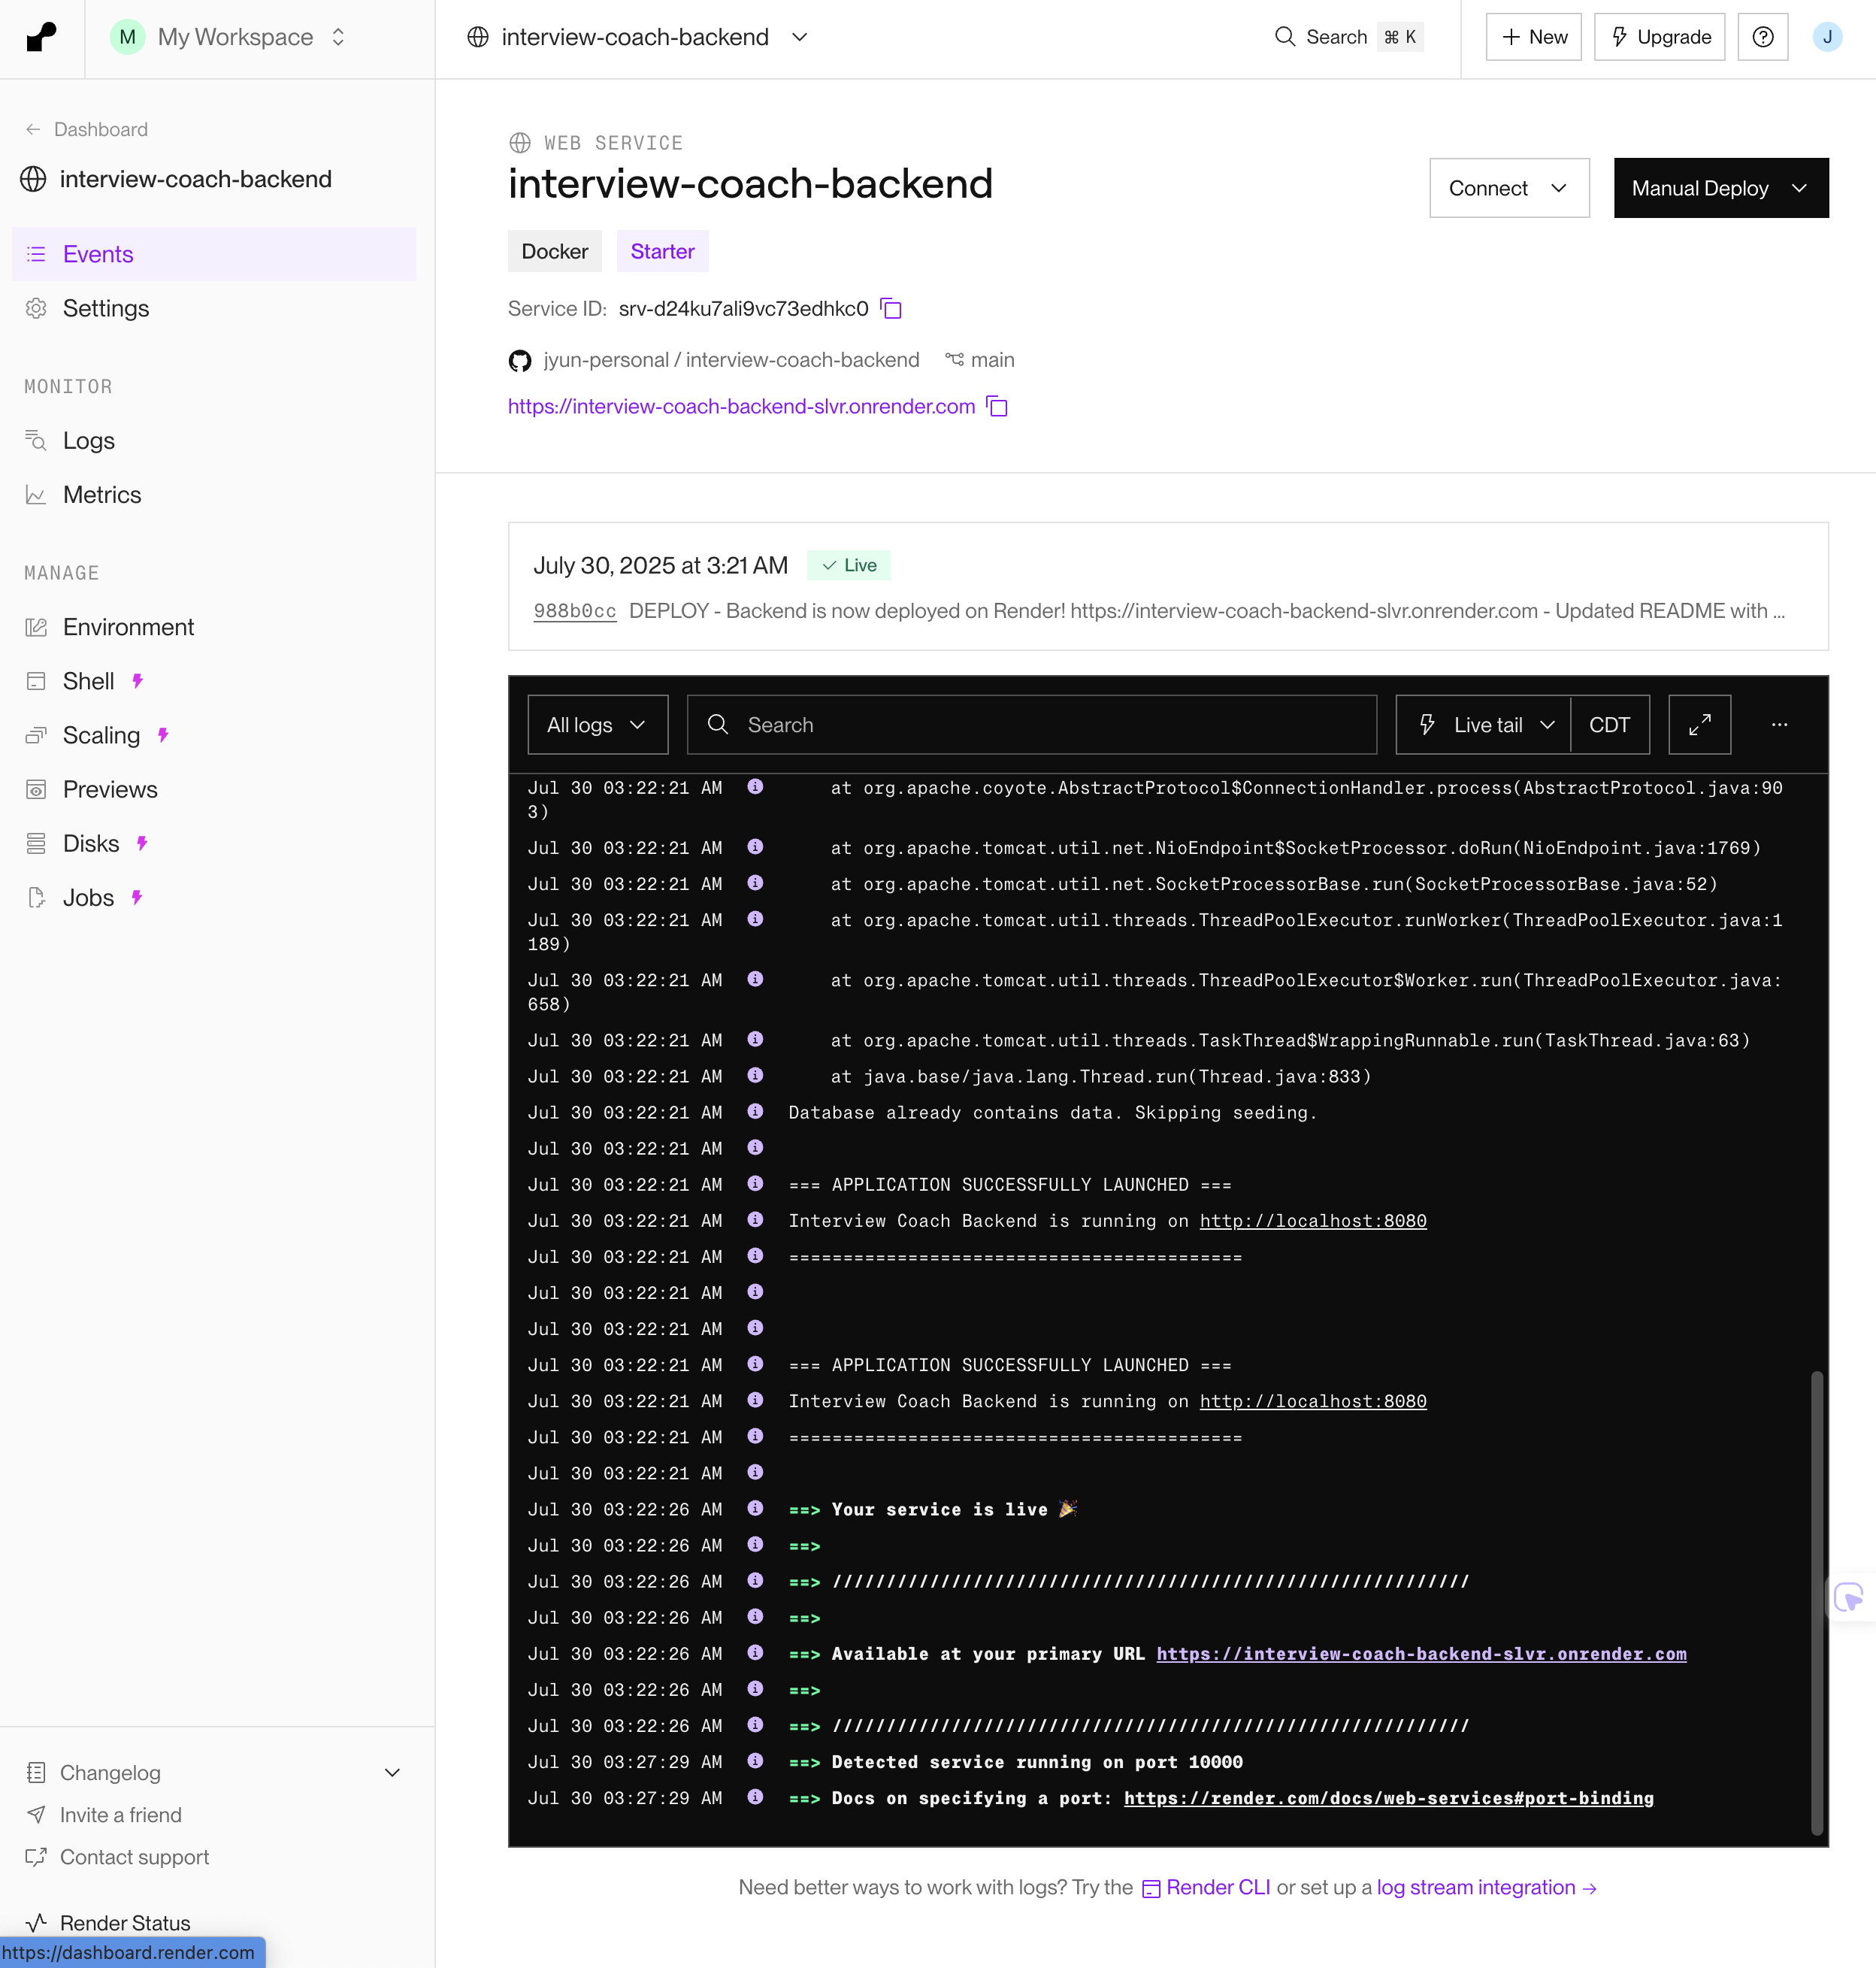 M My Workspace
interview-coach-backend
Search ⌘ K
+ New
Upgrade
J
← Dashboard
interview-coach-backend
Events
Settings
MONITOR
Logs
Metrics
MANAGE
Environment
Shell
Scaling
Previews
Disks
Jobs
Changelog
Invite a friend
Contact support
Render Status
https://dashboard.render.com
WEB SERVICE
interview-coach-backend
Connect
Manual Deploy
Docker Starter
Service ID: srv-d24ku7ali9vc73edhkc0
jyun-personal / interview-coach-backend main
https://interview-coach-backend-slvr.onrender.com
July 30, 2025 at 3:21 AM Live
988b0cc DEPLOY - Backend is now deployed on Render! https://interview-coach-backend-slvr.onrender.com - Updated README with ...
All logs Search Live tail CDT ...
Jul 30 03:22:21 AM at org.apache.coyote.AbstractProtocol$ConnectionHandler.process(AbstractProtocol.java:90
3)
Jul 30 03:22:21 AM at org.apache.tomcat.util.net.NioEndpoint$SocketProcessor.doRun(NioEndpoint.java:1769)
Jul 30 03:22:21 AM at org.apache.tomcat.util.net.SocketProcessorBase.run(SocketProcessorBase.java:52)
Jul 30 03:22:21 AM at org.apache.tomcat.util.threads.ThreadPoolExecutor.runWorker(ThreadPoolExecutor.java:1
189)
Jul 30 03:22:21 AM at org.apache.tomcat.util.threads.ThreadPoolExecutor$Worker.run(ThreadPoolExecutor.java:
658)
Jul 30 03:22:21 AM at org.apache.tomcat.util.threads.TaskThread$WrappingRunnable.run(TaskThread.java:63)
Jul 30 03:22:21 AM at java.base/java.lang.Thread.run(Thread.java:833)
Jul 30 03:22:21 AM Database already contains data. Skipping seeding.
Jul 30 03:22:21 AM
Jul 30 03:22:21 AM === APPLICATION SUCCESSFULLY LAUNCHED ===
Jul 30 03:22:21 AM Interview Coach Backend is running on http://localhost:8080
Jul 30 03:22:21 AM ==========================================
Jul 30 03:22:21 AM
Jul 30 03:22:21 AM
Jul 30 03:22:21 AM === APPLICATION SUCCESSFULLY LAUNCHED ===
Jul 30 03:22:21 AM Interview Coach Backend is running on http://localhost:8080
Jul 30 03:22:21 AM ==========================================
Jul 30 03:22:21 AM
Jul 30 03:22:26 AM ==> Your service is live 🎉
Jul 30 03:22:26 AM ==>
Jul 30 03:22:26 AM ==> ///////////////////////////////////////////////////////////
Jul 30 03:22:26 AM ==>
Jul 30 03:22:26 AM ==> Available at your primary URL https://interview-coach-backend-slvr.onrender.com
Jul 30 03:22:26 AM ==>
Jul 30 03:22:26 AM ==> ///////////////////////////////////////////////////////////
Jul 30 03:27:29 AM ==> Detected service running on port 10000
Jul 30 03:27:29 AM ==> Docs on specifying a port: https://render.com/docs/web-services#port-binding
Need better ways to work with logs? Try the Render CLI or set up a log stream integration →